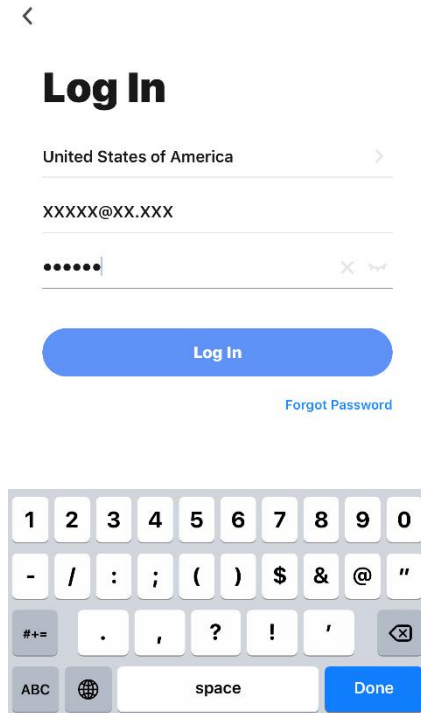 Log In
United States of America
XXXXX@XX.XXX
••••••
Log In
Forgot Password
1 2 3 4 5 6 7 8 9 0
- / : ; ( ) $ & @ "
#+= . , ? ! '
ABC space Done